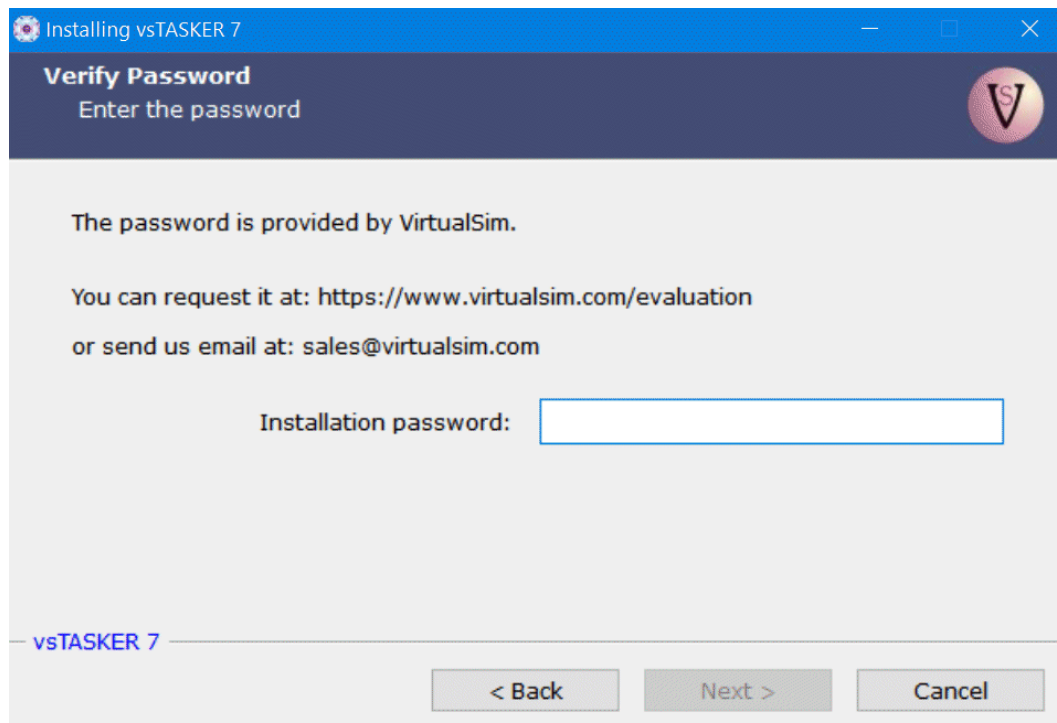 Installing vsTASKER 7
Verify Password
Enter the password
VS
The password is provided by VirtualSim.
You can request it at: https://www.virtualsim.com/evaluation
or send us email at: sales@virtualsim.com
Installation password:
vsTASKER 7
< Back Next > Cancel